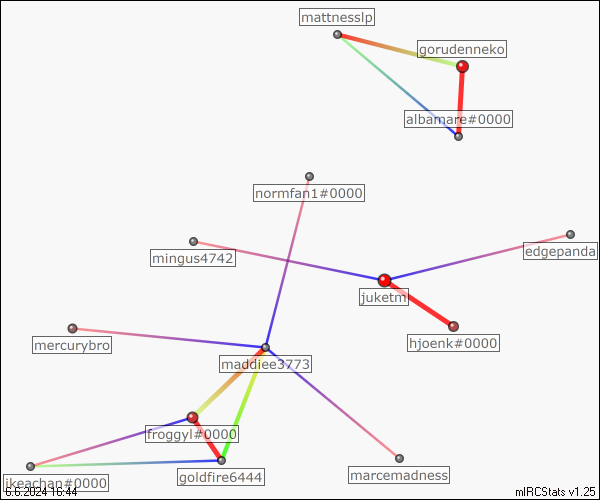 mattnesslp
gorudenneko
albamare#0000
normfan1#0000
mingus4742
edgepanda
juketm
hjoenk#0000
mercurybro
maddiee3773
froggyl#0000
goldfire6444
marcemadness
ikeachan#0000
6.6.2024 16:44
mIRCStats v1.25